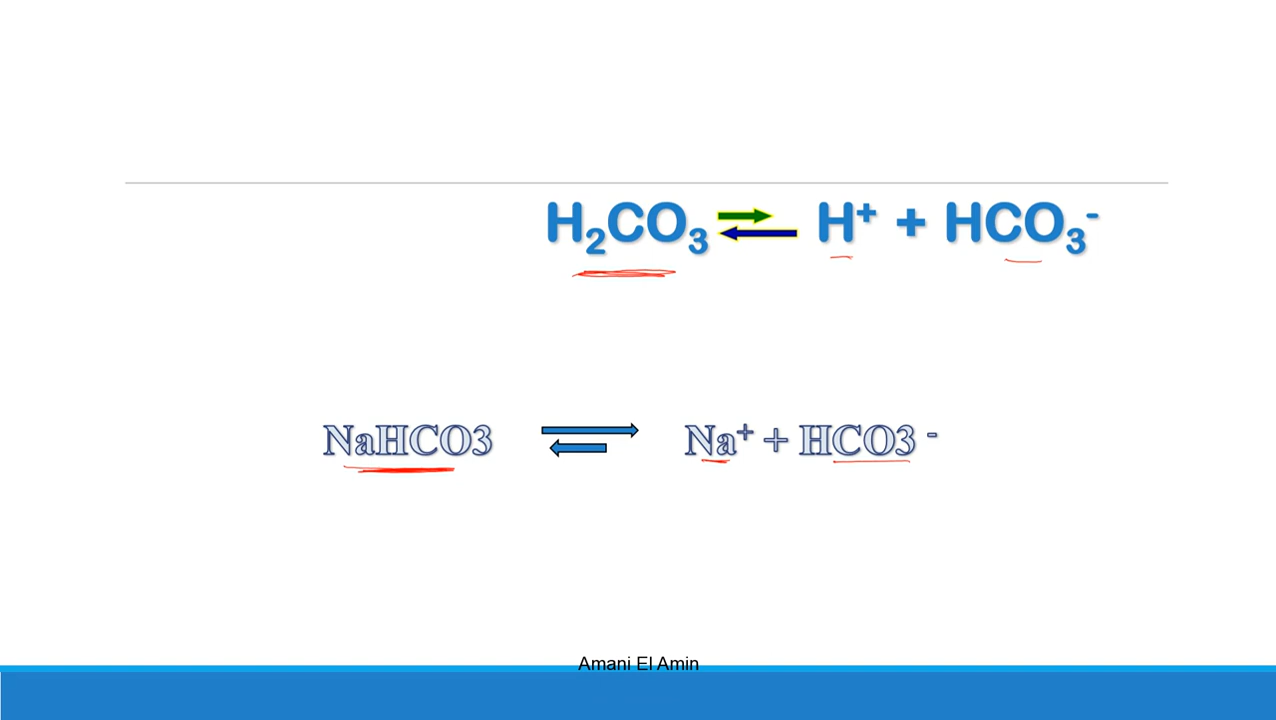 H₂CO₃ ⇌ H⁺ + HCO₃⁻
NaHCO3 ⇌ Na⁺ + HCO3 ⁻
Amani El Amin